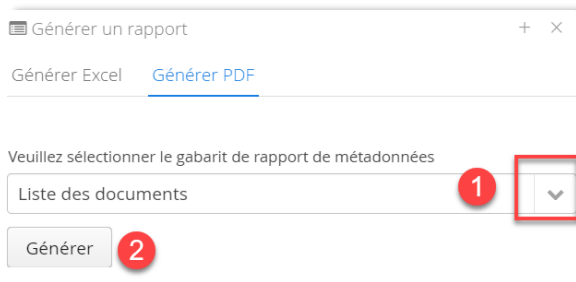 Générer un rapport
Générer Excel Générer PDF
Veuillez sélectionner le gabarit de rapport de métadonnées
Liste des documents 1
Générer 2